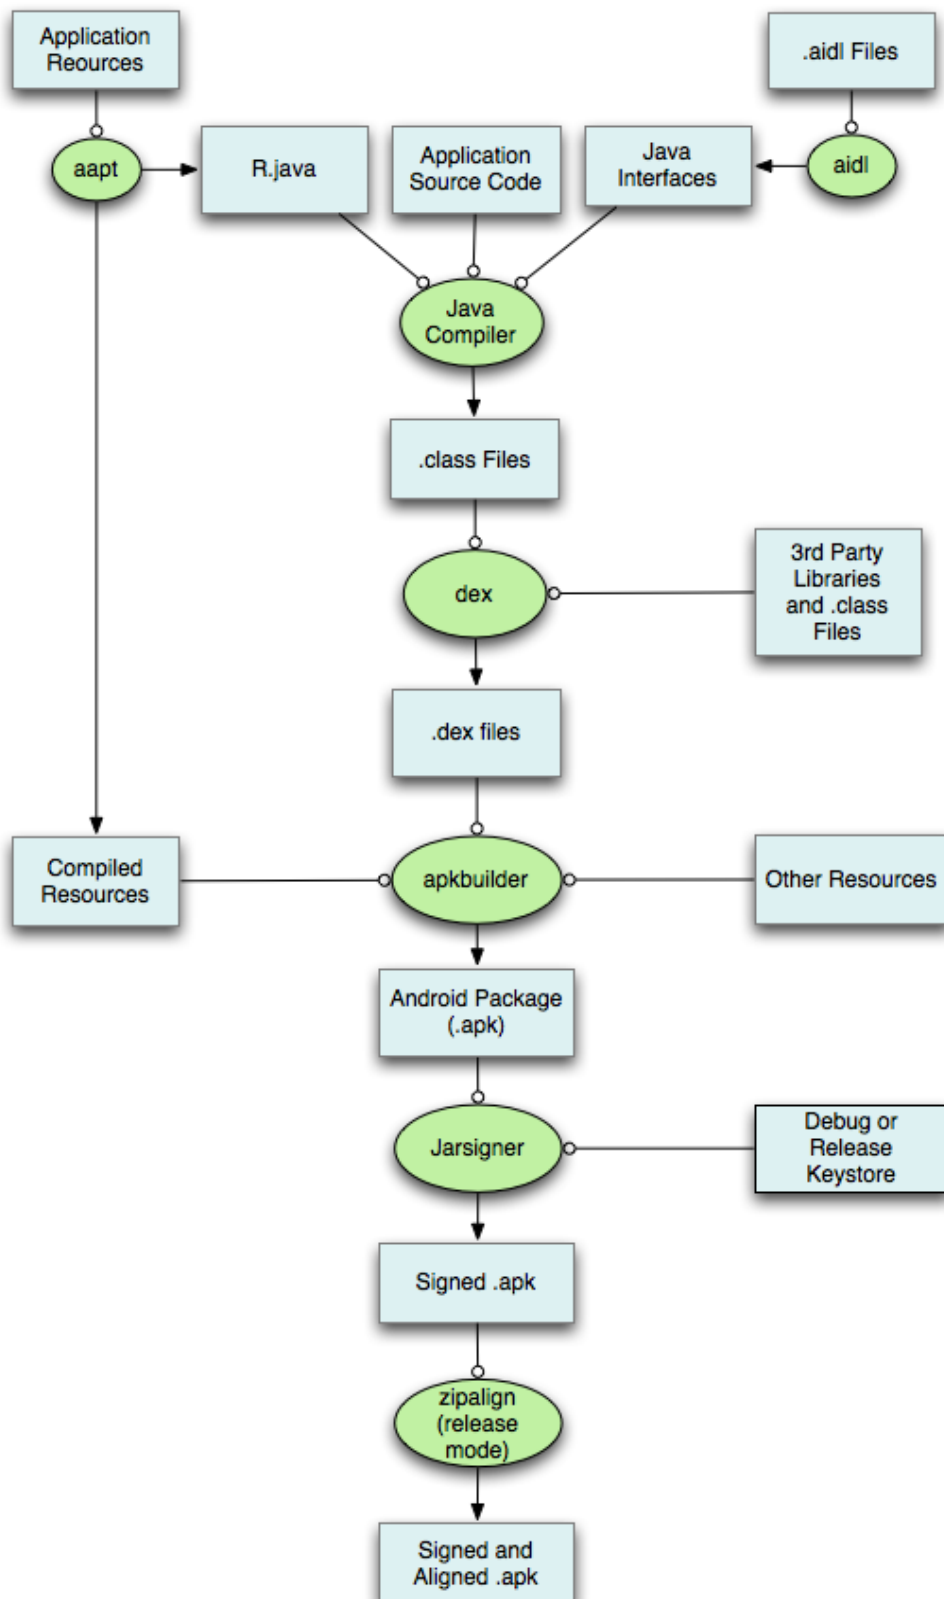 Application
Reources
.aidl Files
aapt
R.java
Application
Source Code
Java
Interfaces
aidl
Java
Compiler
.class Files
dex
3rd Party
Libraries
and .class
Files
.dex files
Compiled
Resources
apkbuilder
Other Resources
Android Package
(.apk)
Jarsigner
Debug or
Release
Keystore
Signed .apk
zipalign
(release
mode)
Signed and
Aligned .apk